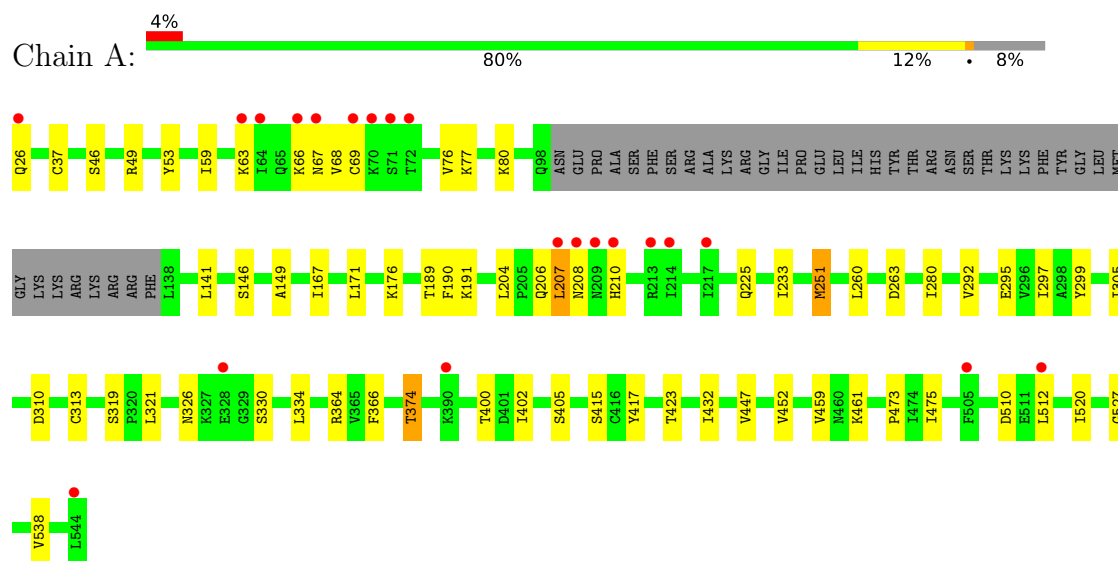 4%
Chain A:
80% 12% • 8%
Q26 C37 S46 R49 Y53 I59 K63 I64 Q65 K66 N67 V68 C69 K70 S71 T72 V76 K77 K80 Q98 ASN GLU PRO ALA SER PHE SER ARG ALA LYS ARG GLY ILE PRO GLU LEU ILE HIS TYR THR ARG ASN SER THR LYS LYS PHE TYR GLY LEU MET
GLY LYS LYS ARG LYS ARG ARG PHE L138 L141 S146 A149 I167 L171 K176 T189 F190 K191 L204 P205 Q206 L207 N208 N209 H210 R213 I214 I217 Q225 I233 M251 L260 D263 I280 V292 E295 V296 I297 A298 Y299 I305
D310 C313 S319 P320 L321 N326 K327 E328 G329 S330 L334 R364 V365 F366 T374 K390 T400 D401 I402 S405 S415 C416 Y417 T423 I432 V447 V452 V459 N460 K461 P473 I474 I475 F505 D510 E511 L512 I520
V538 L544